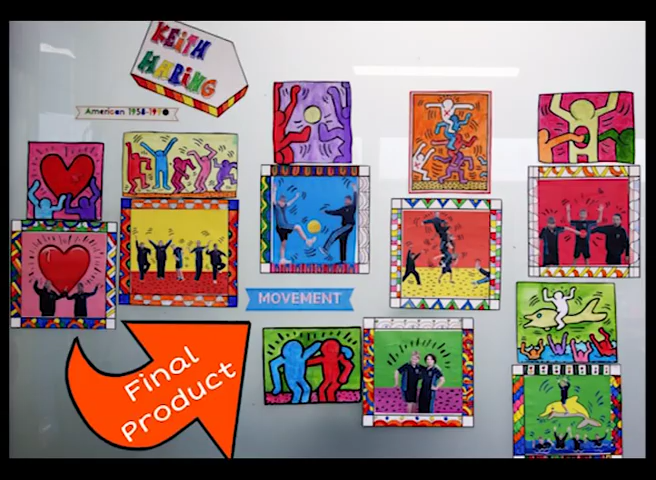 KEITH
HARING
American 1958-1990
MOVEMENT
Final
Product